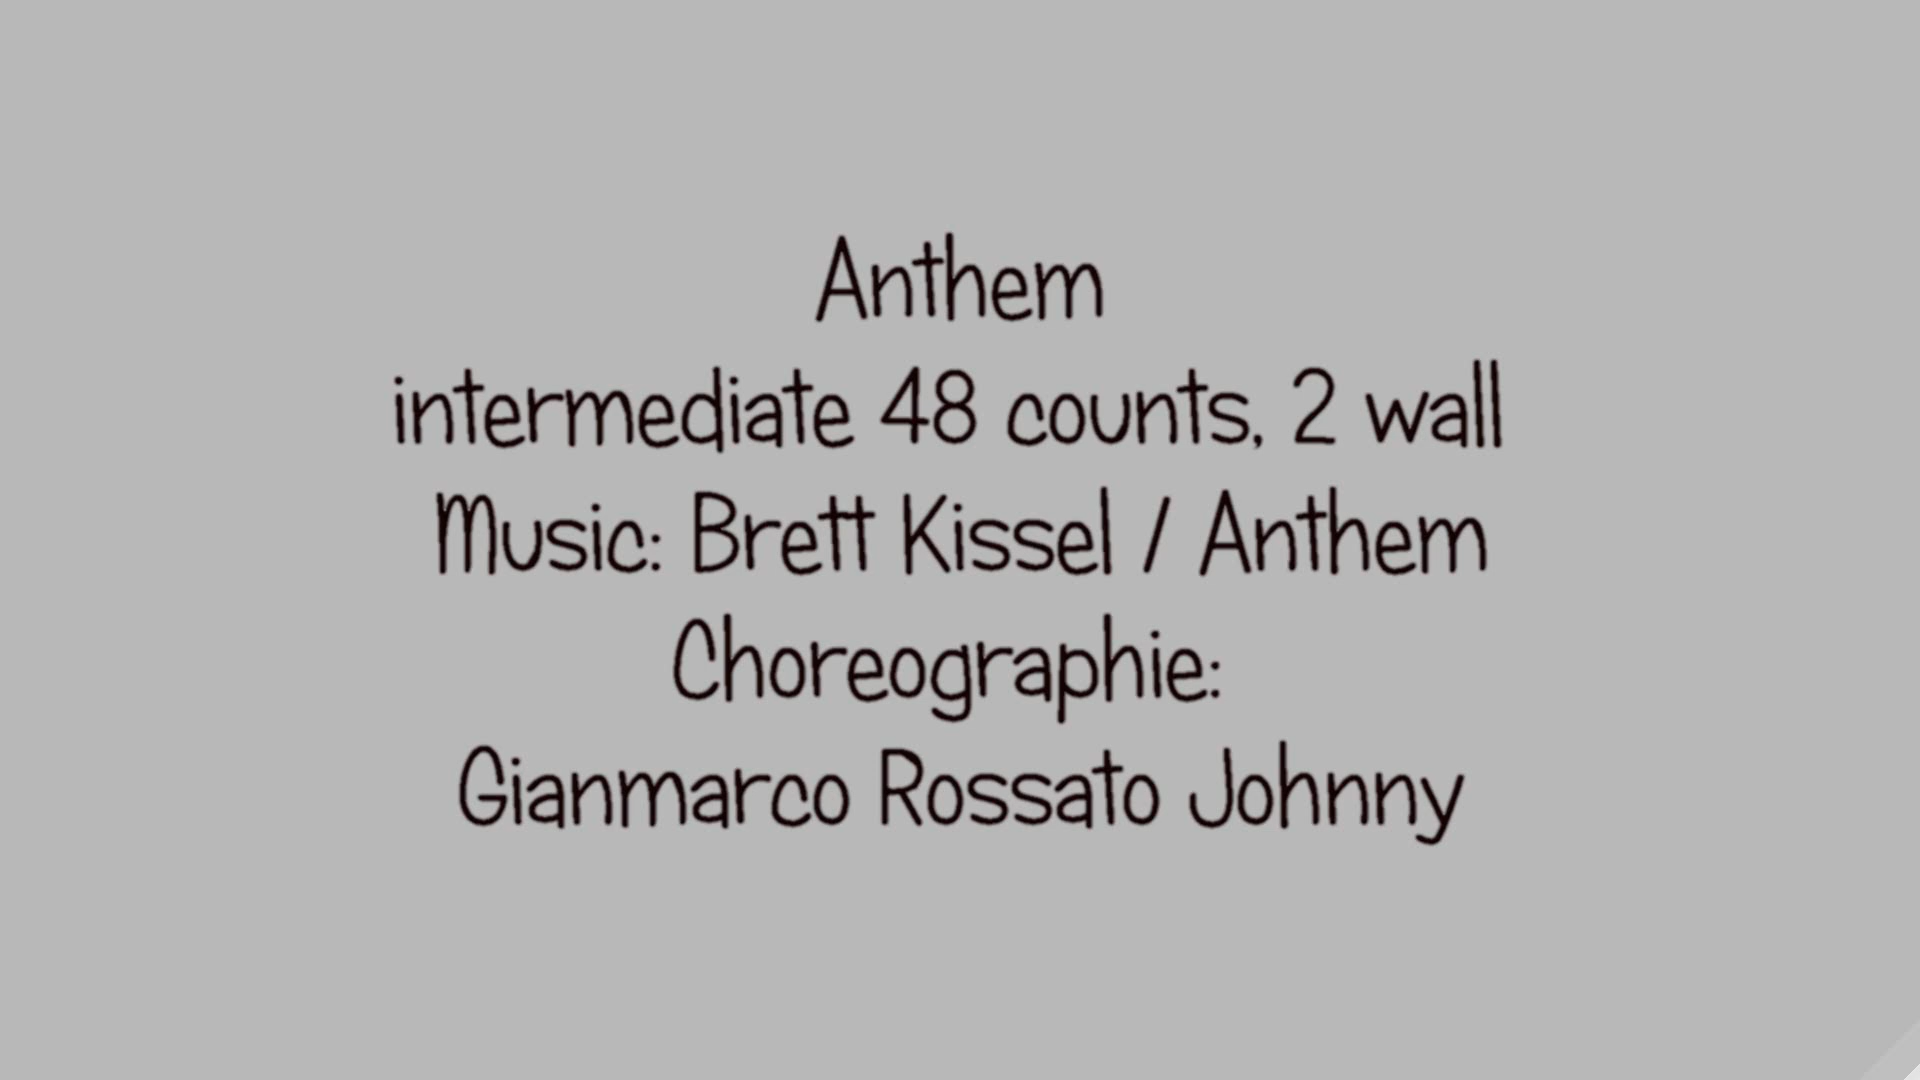 Anthem
intermediate 48 counts, 2 wall
Music: Brett Kissel / Anthem
Choreographie:
Gianmarco Rossato Johnny